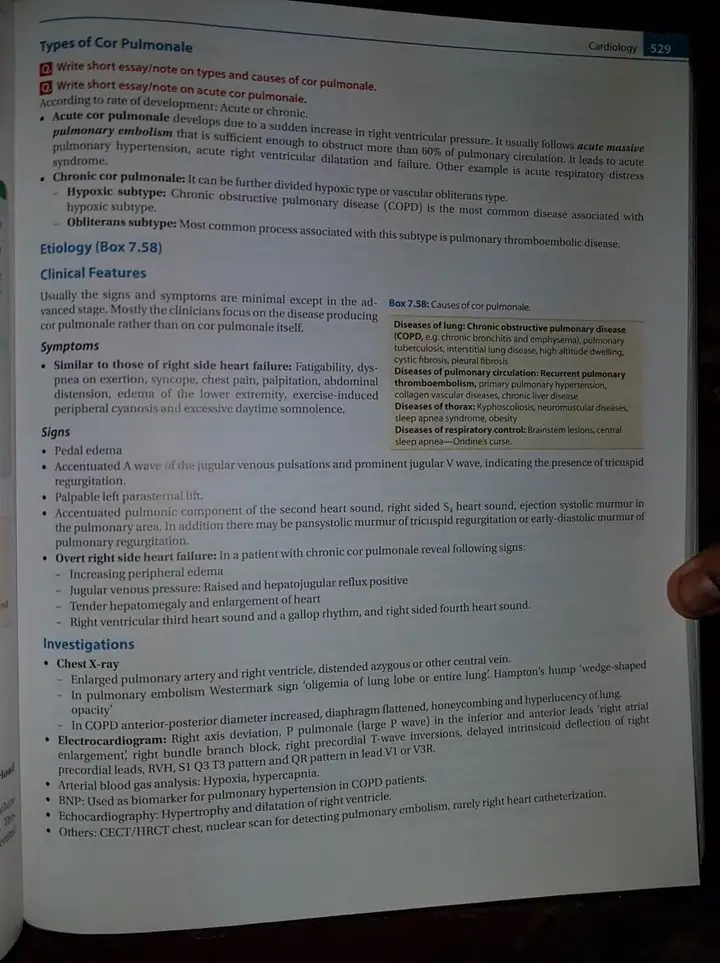 Cardiology 529
Types of Cor Pulmonale
Q. Write short essay/note on types and causes of cor pulmonale.
Q. Write short essay/note on acute cor pulmonale.
According to rate of development: Acute or chronic.
• Acute cor pulmonale develops due to a sudden increase in right ventricular pressure. It usually follows acute massive
pulmonary embolism that is sufficient enough to obstruct more than 60% of pulmonary circulation. It leads to acute
pulmonary hypertension, acute right ventricular dilatation and failure. Other example is acute respiratory distress
syndrome.
• Chronic cor pulmonale: It can be further divided hypoxic type or vascular obliterans type.
– Hypoxic subtype: Chronic obstructive pulmonary disease (COPD) is the most common disease associated with
hypoxic subtype.
– Obliterans subtype: Most common process associated with this subtype is pulmonary thromboembolic disease.
Etiology (Box 7.58)
Clinical Features
Usually the signs and symptoms are minimal except in the ad-
vanced stage. Mostly the clinicians focus on the disease producing
cor pulmonale rather than on cor pulmonale itself.
Symptoms
• Similar to those of right side heart failure: Fatigability, dys-
pnea on exertion, syncope, chest pain, palpitation, abdominal
distension, edema of the lower extremity, exercise-induced
peripheral cyanosis and excessive daytime somnolence.
Box 7.58: Causes of cor pulmonale.
Diseases of lung: Chronic obstructive pulmonary disease
(COPD, e.g. chronic bronchitis and emphysema), pulmonary
tuberculosis, interstitial lung disease, high altitude dwelling,
cystic fibrosis, pleural fibrosis
Diseases of pulmonary circulation: Recurrent pulmonary
thromboembolism, primary pulmonary hypertension,
collagen vascular diseases, chronic liver disease
Diseases of thorax: Kyphoscoliosis, neuromuscular diseases,
sleep apnea syndrome, obesity
Diseases of respiratory control: Brainstem lesions, central
sleep apnea—Ondine's curse.
Signs
• Pedal edema
• Accentuated A wave of the jugular venous pulsations and prominent jugular V wave, indicating the presence of tricuspid
regurgitation.
• Palpable left parasternal lift.
• Accentuated pulmonic component of the second heart sound, right sided S₄ heart sound, ejection systolic murmur in
the pulmonary area. In addition there may be pansystolic murmur of tricuspid regurgitation or early-diastolic murmur of
pulmonary regurgitation.
• Overt right side heart failure: In a patient with chronic cor pulmonale reveal following signs:
– Increasing peripheral edema
– Jugular venous pressure: Raised and hepatojugular reflux positive
– Tender hepatomegaly and enlargement of heart
– Right ventricular third heart sound and a gallop rhythm, and right sided fourth heart sound.
Investigations
• Chest X-ray
– Enlarged pulmonary artery and right ventricle, distended azygous or other central vein.
– In pulmonary embolism Westermark sign 'oligemia of lung lobe or entire lung'. Hampton's hump 'wedge-shaped
opacity'
– In COPD anterior-posterior diameter increased, diaphragm flattened, honeycombing and hyperlucency of lung.
• Electrocardiogram: Right axis deviation, P pulmonale (large P wave) in the inferior and anterior leads 'right atrial
enlargement', right bundle branch block, right precordial T-wave inversions, delayed intrinsicoid deflection of right
precordial leads, RVH, S1 Q3 T3 pattern and QR pattern in lead V1 or V3R.
• Arterial blood gas analysis: Hypoxia, hypercapnia.
• BNP: Used as biomarker for pulmonary hypertension in COPD patients.
• Echocardiography: Hypertrophy and dilatation of right ventricle.
• Others: CECT/HRCT chest, nuclear scan for detecting pulmonary embolism, rarely right heart catheterization.